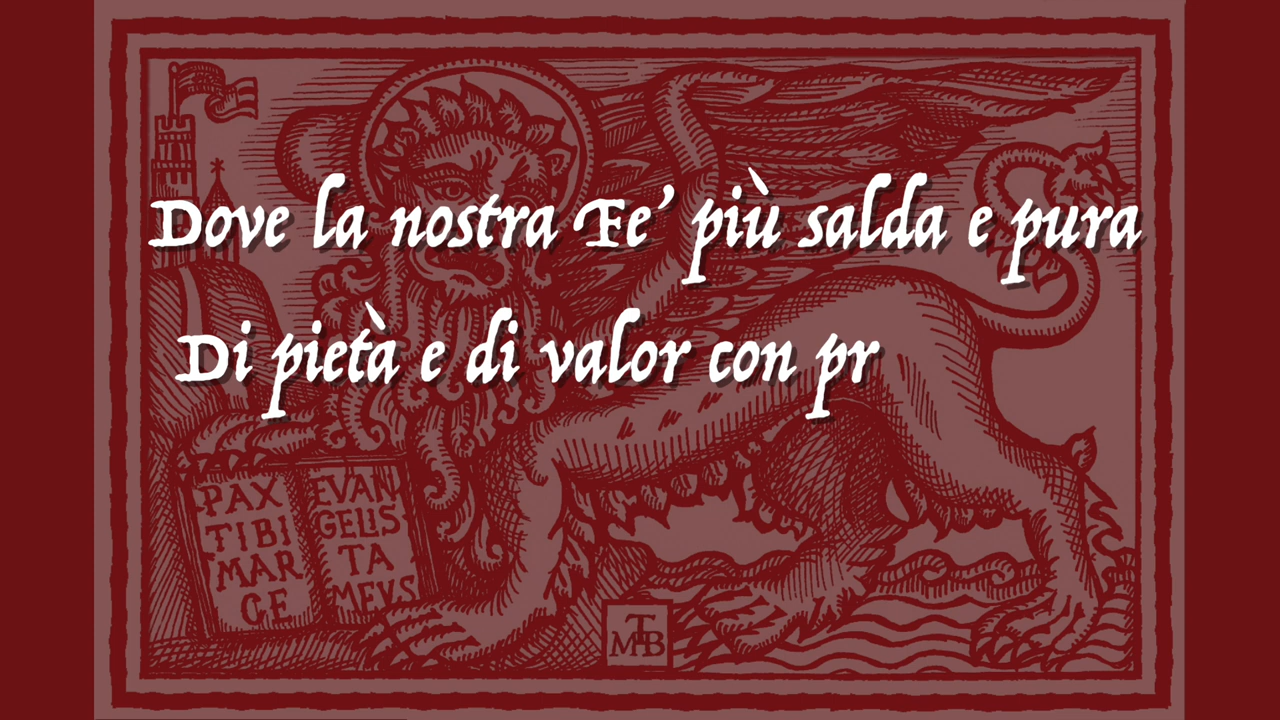 Dove la nostra Fe' più salda e pura
Di pietà e di valor con pr
PAX
TIBI
MAR
CE
EVAN
GELIS
TA
MEVS
MTB